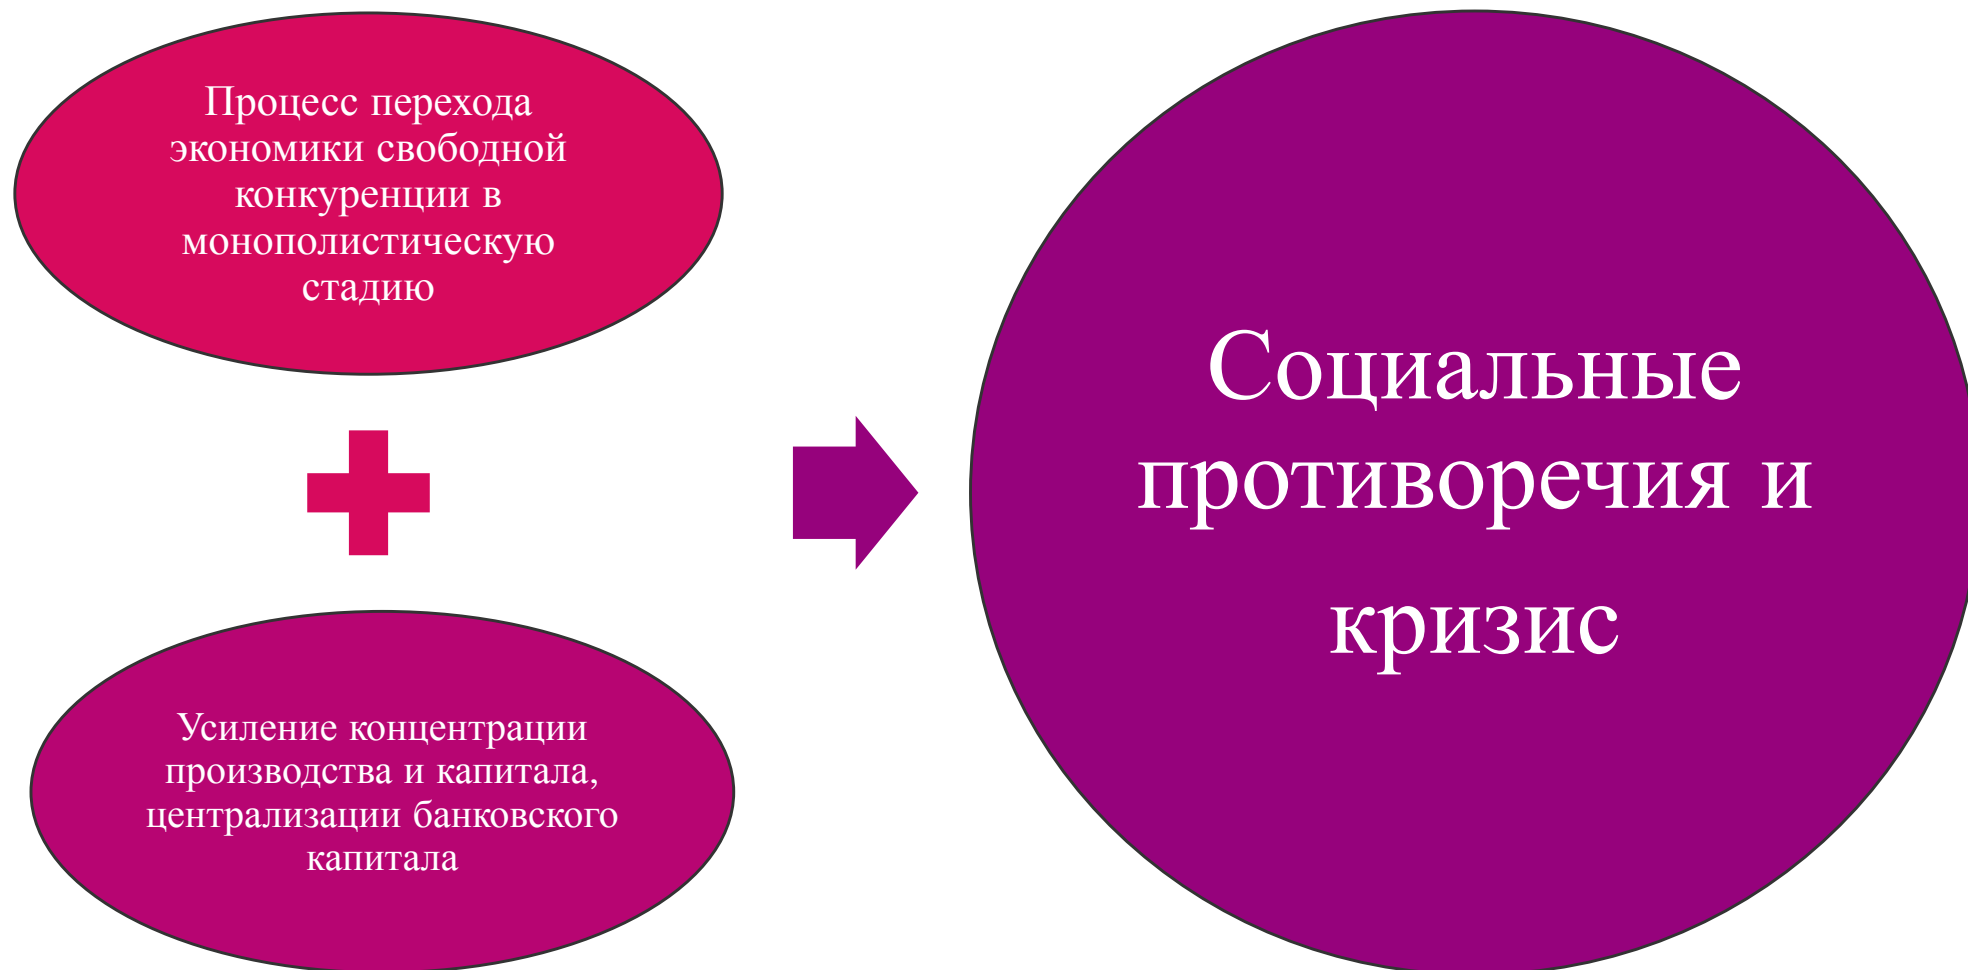 Процесс перехода
экономики свободной
конкуренции в
монополистическую
стадию
Усиление концентрации
производства и капитала,
централизации банковского
капитала
Социальные
противоречия и
кризис